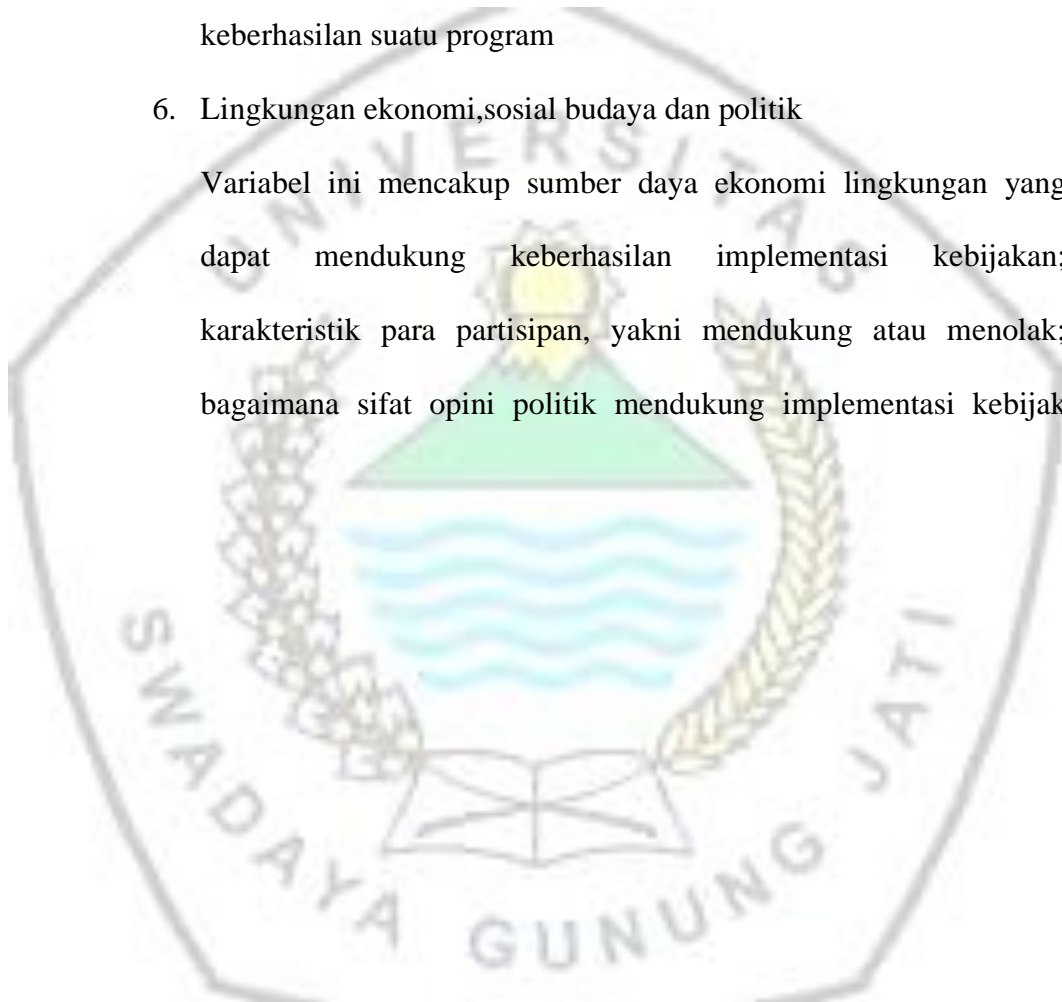 keberhasilan suatu program
6. Lingkungan ekonomi,sosial budaya dan politik
Variabel ini mencakup sumber daya ekonomi lingkungan yang
dapat mendukung keberhasilan implementasi kebijakan;
karakteristik para partisipan, yakni mendukung atau menolak;
bagaimana sifat opini politik mendukung implementasi kebijak
UNIVERSITAS
SWADAYA GUNUNG JATI